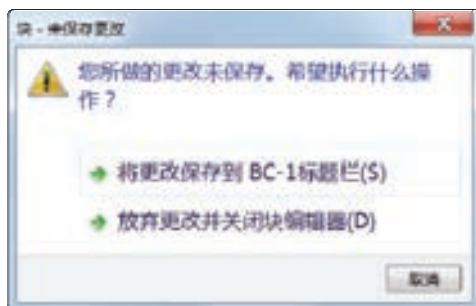 块 - 未保存更改
您所做的更改未保存。希望执行什么操
作？
将更改保存到 BC-1标题栏(S)
放弃更改并关闭块编辑器(D)
取消